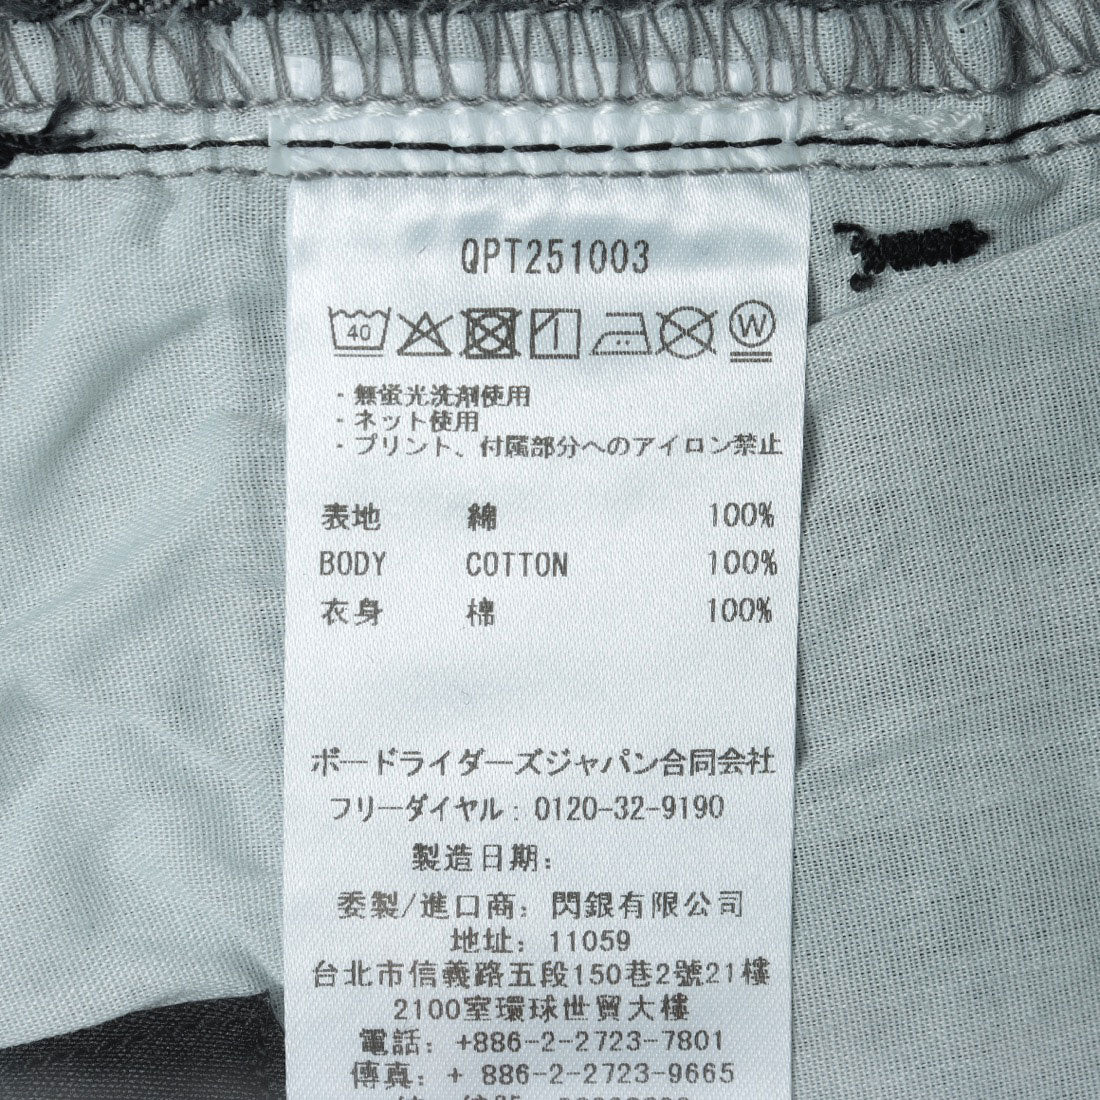 QPT251003
40 W
・無蛍光洗剤使用
・ネット使用
・プリント、付属部分へのアイロン禁止
表地 綿 100%
BODY COTTON 100%
衣身 棉 100%
ボードライダーズジャパン合同会社
フリーダイヤル：0120-32-9190
製造日期：
委製/進口商：閃銀有限公司
地址：11059
台北市信義路五段150巷2號21樓
2100室環球世貿大樓
電話：+886-2-2723-7801
傳真：+ 886-2-2723-9665